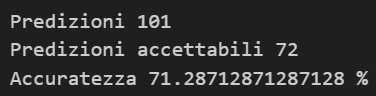 Predizioni 101
Predizioni accettabili 72
Accuratezza 71.28712871287128 %